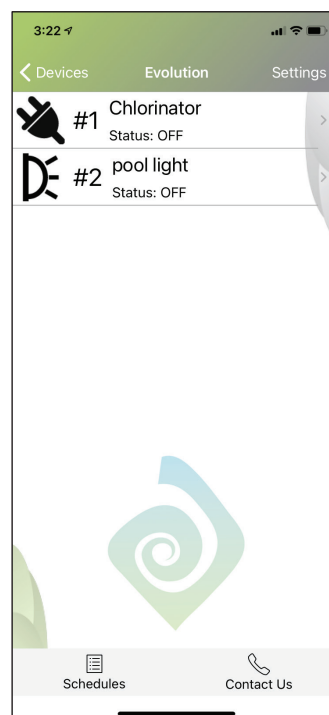 3:22
Devices Evolution Settings
#1 Chlorinator
Status: OFF
#2 pool light
Status: OFF
Schedules Contact Us